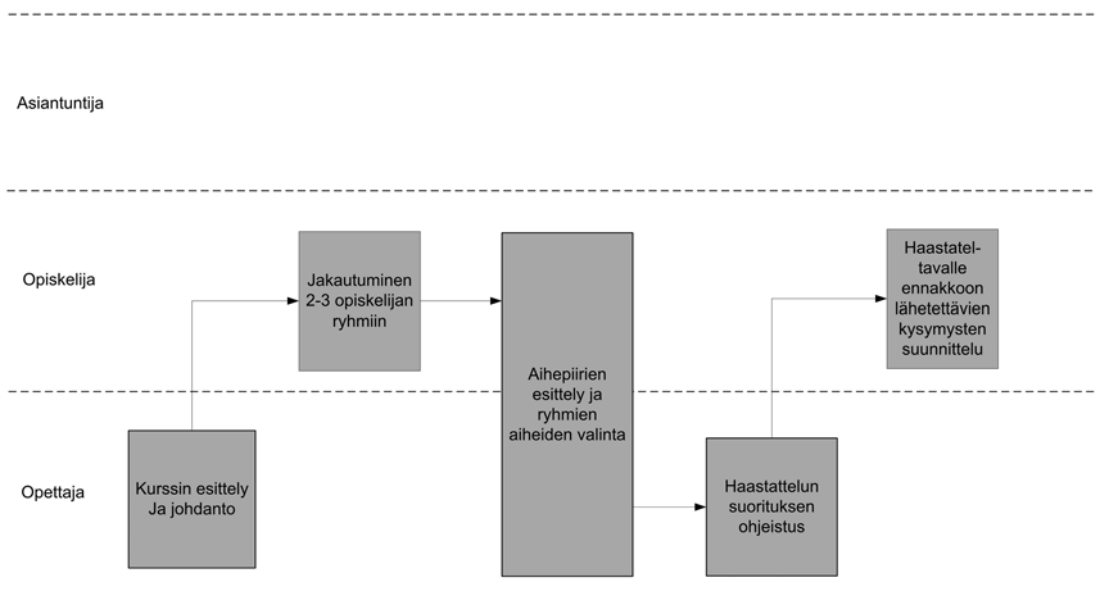 Asiantuntija
Opiskelija
Jakautuminen
2-3 opiskelijan
ryhmiin
Haastatel-
tavalle
ennakkoon
lähetettävien
kysymysten
suunnittelu
Aihepiirien
esittely ja
ryhmien
aiheiden valinta
Opettaja
Kurssin esittely
Ja johdanto
Haastattelun
suorituksen
ohjeistus